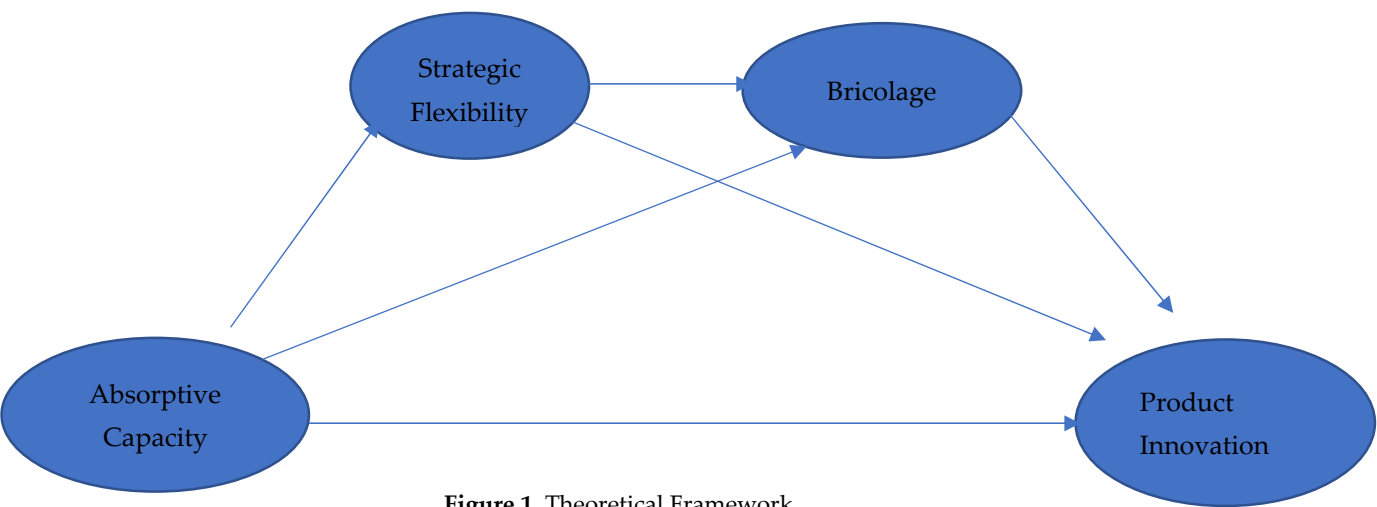 Strategic
Flexibility
Bricolage
Absorptive
Capacity
Product
Innovation
Figure 1. Theoretical Framework